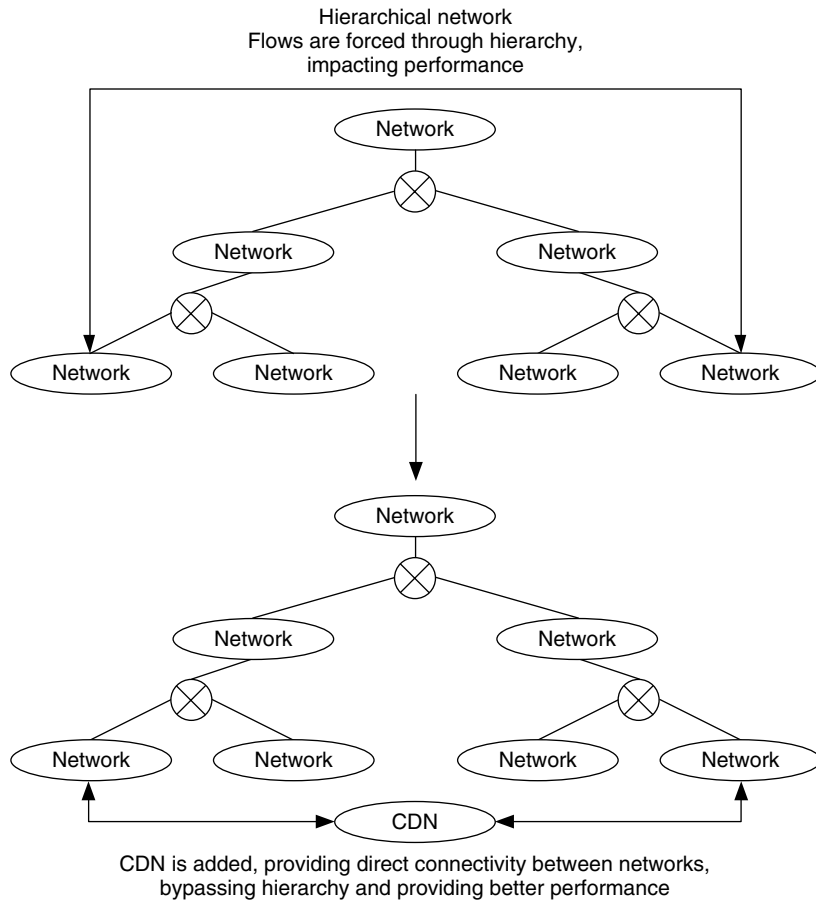 Hierarchical network
Flows are forced through hierarchy,
impacting performance
Network
Network
Network
Network
Network
Network
Network
Network
Network
Network
Network
Network
Network
Network
CDN
CDN is added, providing direct connectivity between networks,
bypassing hierarchy and providing better performance